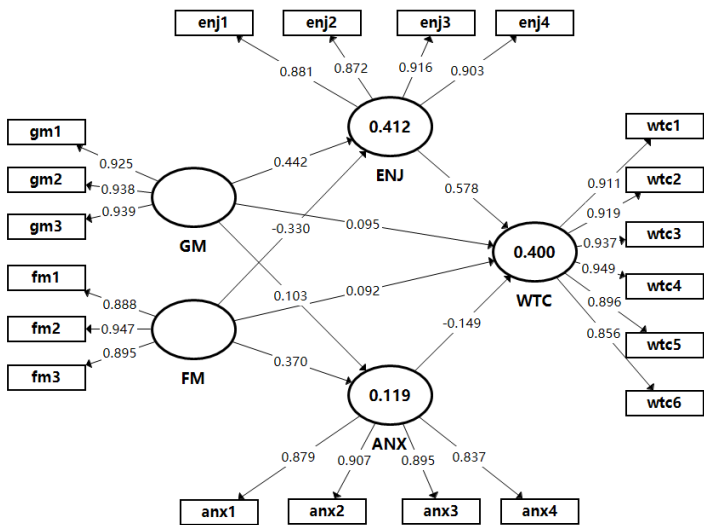 enj1
enj2
enj3
enj4
0.881
0.872
0.916
0.903
gm1
gm2
gm3
0.925
0.938
0.939
GM
0.412
ENJ
0.442
-0.330
0.578
0.095
wtc1
wtc2
wtc3
wtc4
wtc5
wtc6
0.911
0.919
0.937
0.949
0.896
0.856
0.400
WTC
fm1
fm2
fm3
0.888
0.947
0.895
FM
0.103
0.092
0.370
-0.149
0.119
ANX
0.879
0.907
0.895
0.837
anx1
anx2
anx3
anx4